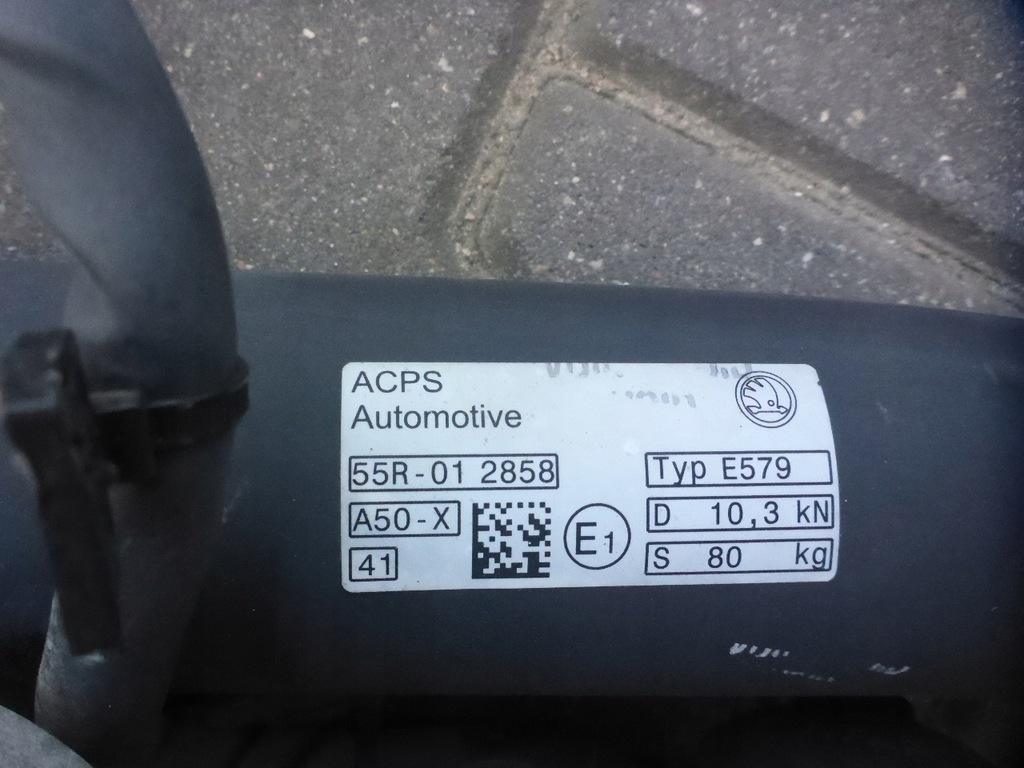 ACPS
Automotive
55R-01 2858
Typ E579
A50-X
E1
D 10,3 kN
41
S 80 kg